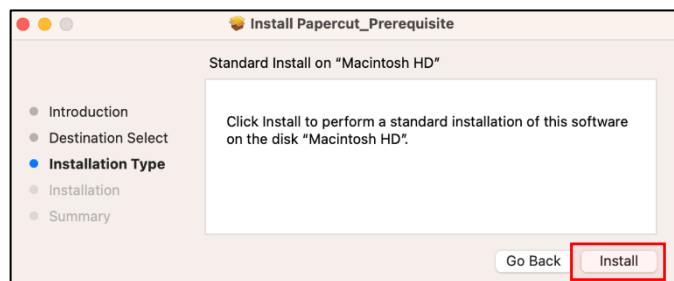 Install Papercut_Prerequisite
Standard Install on “Macintosh HD”
Introduction
Destination Select
Installation Type
Installation
Summary
Click Install to perform a standard installation of this software
on the disk “Macintosh HD”.
Go Back
Install